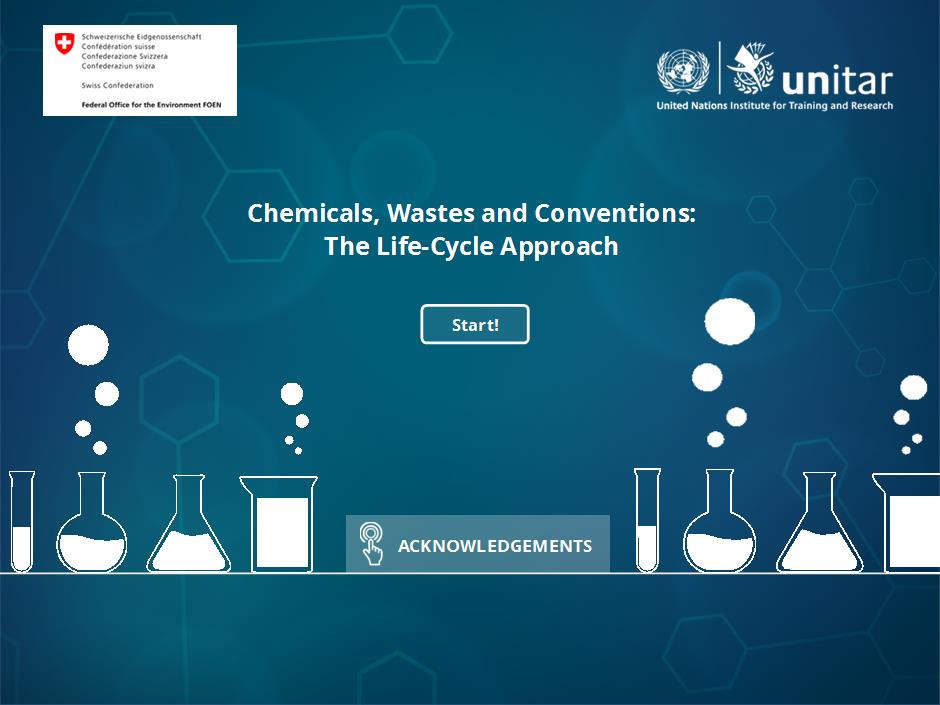 Schweizerische Eidgenossenschaft
Confédération suisse
Confederazione Svizzera
Confederaziun svizra
Swiss Confederation
Federal Office for the Environment FOEN
unitar
United Nations Institute for Training and Research
Chemicals, Wastes and Conventions:
The Life-Cycle Approach
Start!
ACKNOWLEDGEMENTS